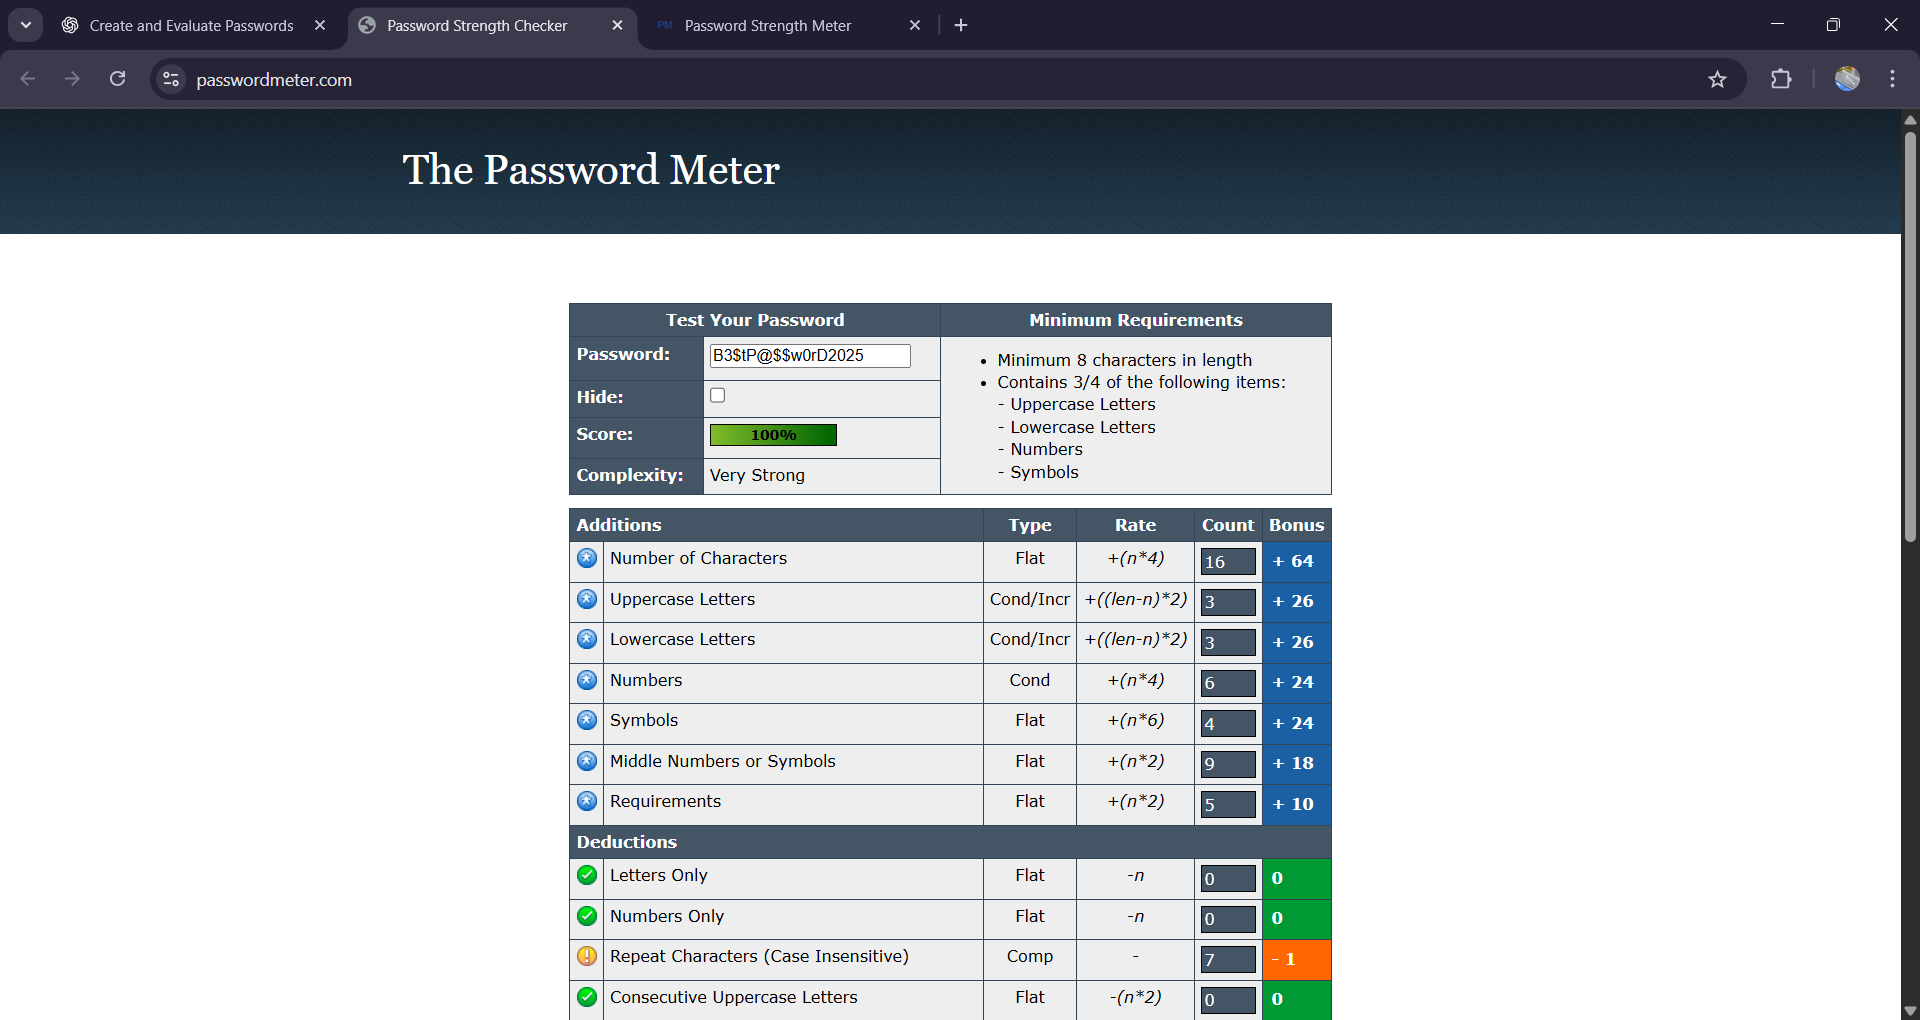 Create and Evaluate Passwords
Password Strength Checker
PM Password Strength Meter
passwordmeter.com
The Password Meter
Test Your Password Minimum Requirements
Password: B3$tP@$$w0rD2025
Hide:
Score: 100%
Complexity: Very Strong
• Minimum 8 characters in length
• Contains 3/4 of the following items:
- Uppercase Letters
- Lowercase Letters
- Numbers
- Symbols
Additions Type Rate Count Bonus
Number of Characters Flat +(n*4) 16 + 64
Uppercase Letters Cond/Incr +((len-n)*2) 3 + 26
Lowercase Letters Cond/Incr +((len-n)*2) 3 + 26
Numbers Cond +(n*4) 6 + 24
Symbols Flat +(n*6) 4 + 24
Middle Numbers or Symbols Flat +(n*2) 9 + 18
Requirements Flat +(n*2) 5 + 10
Deductions
Letters Only Flat -n 0 0
Numbers Only Flat -n 0 0
Repeat Characters (Case Insensitive) Comp - 7 - 1
Consecutive Uppercase Letters Flat -(n*2) 0 0